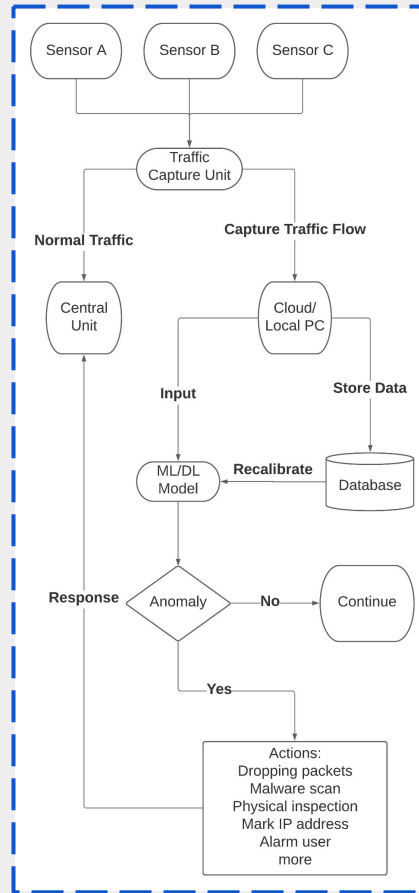 Sensor A
Sensor B
Sensor C
Traffic
Capture Unit
Normal Traffic
Capture Traffic Flow
Central
Unit
Cloud/
Local PC
Input
Store Data
ML/DL
Model
Recalibrate
Database
Response
Anomaly
No
Continue
Yes
Actions:
Dropping packets
Malware scan
Physical inspection
Mark IP address
Alarm user
more